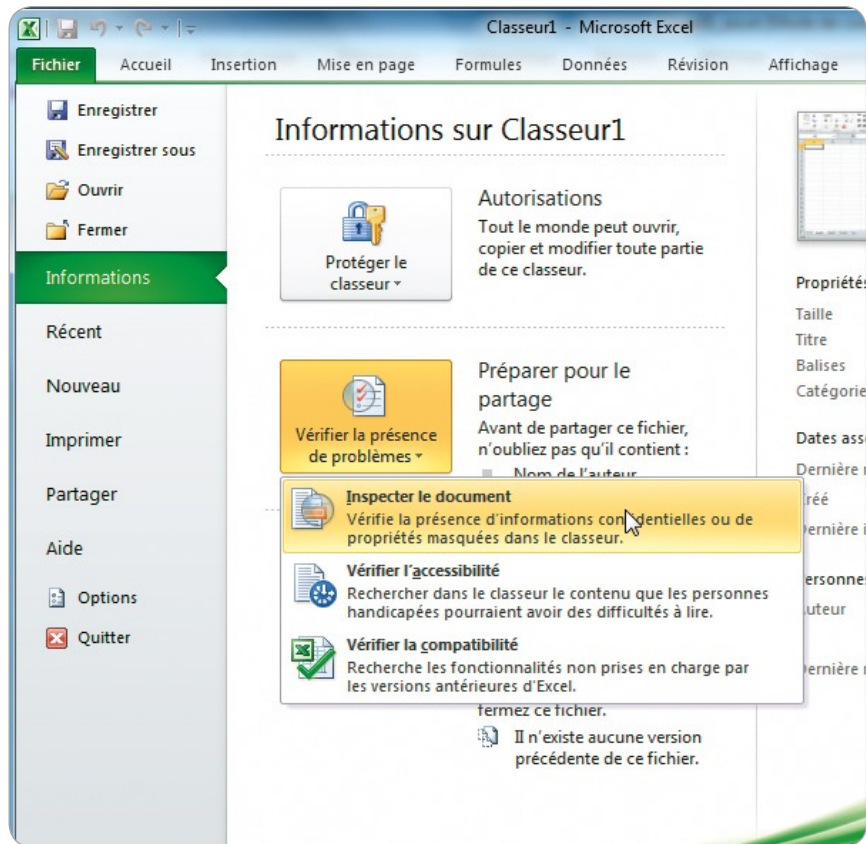 Classeur1 - Microsoft Excel
Fichier Accueil Insertion Mise en page Formules Données Révision Affichage
Enregistrer
Enregistrer sous
Ouvrir
Fermer
Informations
Récent
Nouveau
Imprimer
Partager
Aide
Options
Quitter
Informations sur Classeur1
Protéger le
classeur
Autorisations
Tout le monde peut ouvrir,
copier et modifier toute partie
de ce classeur.
Vérifier la présence
de problèmes
Préparer pour le
partage
Avant de partager ce fichier,
n'oubliez pas qu'il contient :
Nom de l'auteur
Inspecter le document
Vérifie la présence d'informations confidentielles ou de
propriétés masquées dans le classeur.
Vérifier l'accessibilité
Rechercher dans le classeur le contenu que les personnes
handicapées pourraient avoir des difficultés à lire.
Vérifier la compatibilité
Recherche les fonctionnalités non prises en charge par
les versions antérieures d'Excel.
fermez ce fichier.
Il n'existe aucune version
précédente de ce fichier.
Propriétés
Taille
Titre
Balises
Catégorie
Dates
Dernière
Dernière